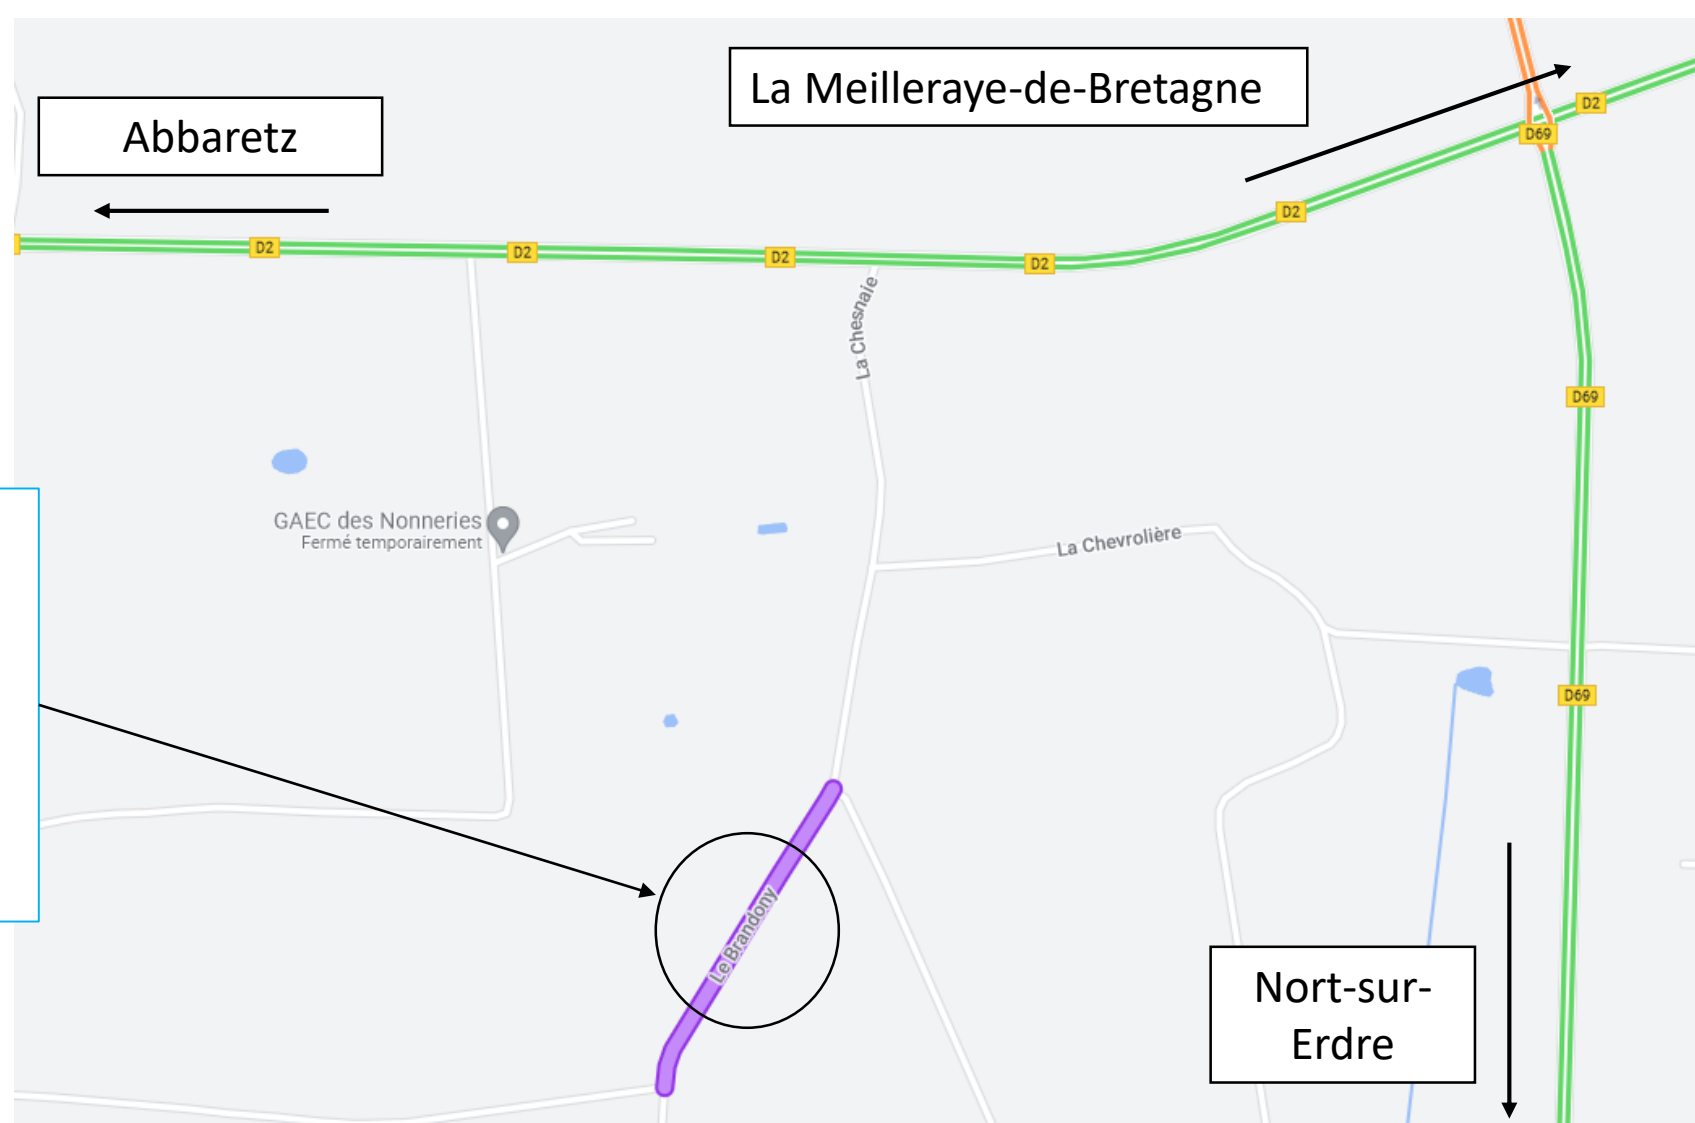 La Meilleraye-de-Bretagne
Abbaretz
D2
D69
D2
D2
D2
D2
D2
La Chesnaie
D69
GAEC des Nonneries
Fermé temporairement
La Chevrolière
D69
Le Brandony
Nort-sur-
Erdre